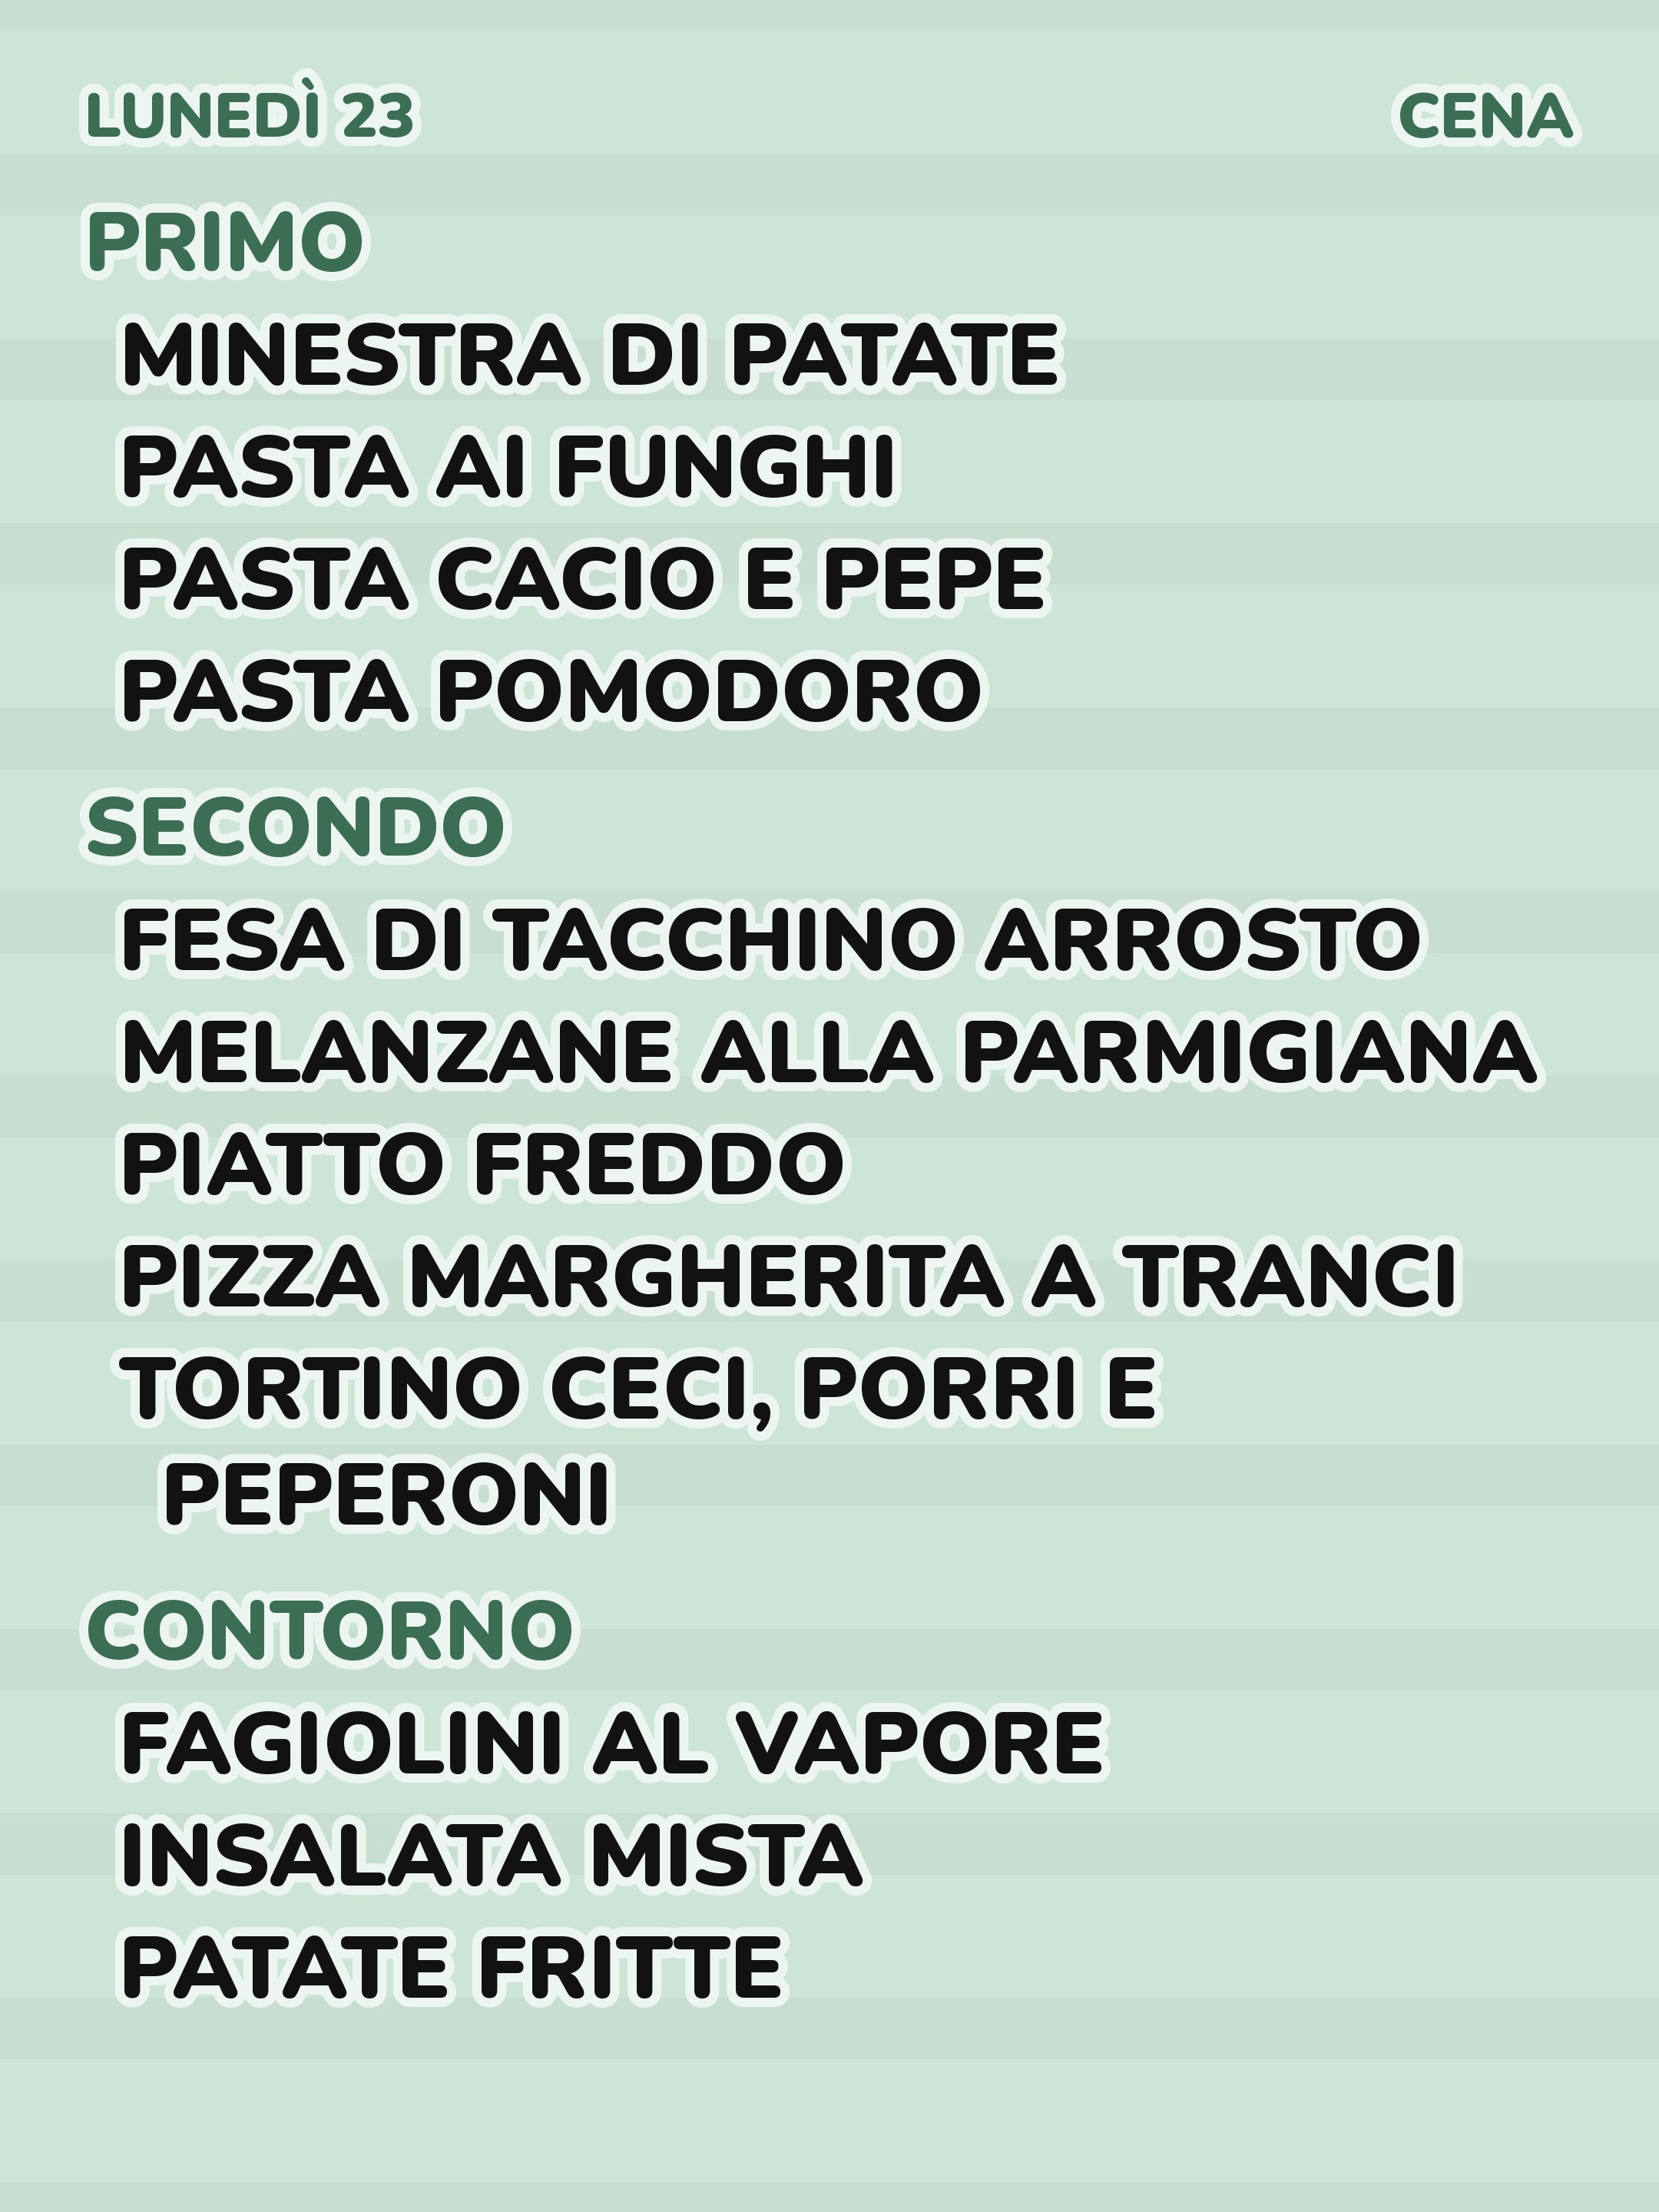 LUNEDÌ 23 CENA
PRIMO
MINESTRA DI PATATE
PASTA AI FUNGHI
PASTA CACIO E PEPE
PASTA POMODORO
SECONDO
FESA DI TACCHINO ARROSTO
MELANZANE ALLA PARMIGIANA
PIATTO FREDDO
PIZZA MARGHERITA A TRANCI
TORTINO CECI, PORRI E
PEPERONI
CONTORNO
FAGIOLINI AL VAPORE
INSALATA MISTA
PATATE FRITTE